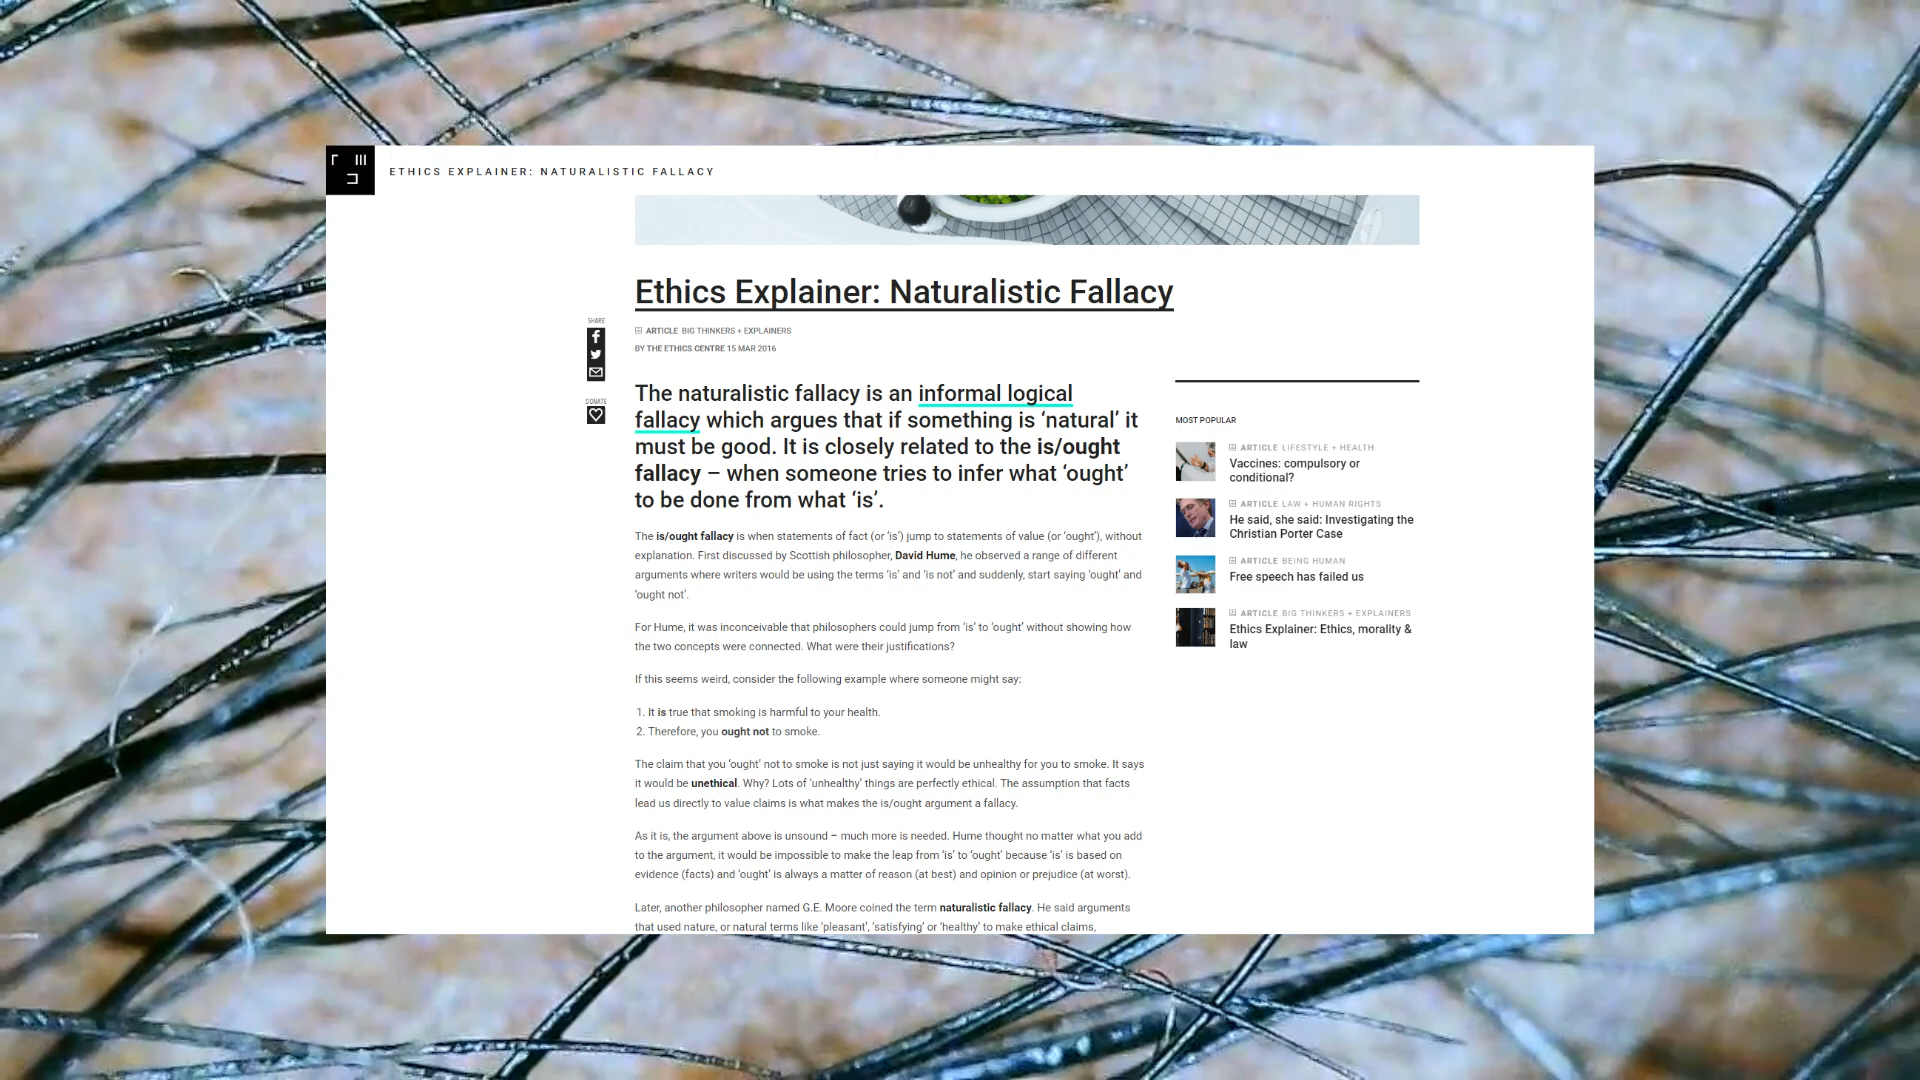 ETHICS EXPLAINER: NATURALISTIC FALLACY
Ethics Explainer: Naturalistic Fallacy
ARTICLE BIG THINKERS + EXPLAINERS
BY THE ETHICS CENTRE 15 MAR 2016
SHARE
DONATE
The naturalistic fallacy is an informal logical
fallacy which argues that if something is ‘natural’ it
must be good. It is closely related to the is/ought
fallacy – when someone tries to infer what ‘ought’
to be done from what ‘is’.
The is/ought fallacy is when statements of fact (or ‘is’) jump to statements of value (or ‘ought’), without
explanation. First discussed by Scottish philosopher, David Hume, he observed a range of different
arguments where writers would be using the terms ‘is’ and ‘is not’ and suddenly, start saying ‘ought’ and
‘ought not’.
For Hume, it was inconceivable that philosophers could jump from ‘is’ to ‘ought’ without showing how
the two concepts were connected. What were their justifications?
If this seems weird, consider the following example where someone might say:
1. It is true that smoking is harmful to your health.
2. Therefore, you ought not to smoke.
The claim that you ‘ought’ not to smoke is not just saying it would be unhealthy for you to smoke. It says
it would be unethical. Why? Lots of ‘unhealthy’ things are perfectly ethical. The assumption that facts
lead us directly to value claims is what makes the is/ought argument a fallacy.
As it is, the argument above is unsound – much more is needed. Hume thought no matter what you add
to the argument, it would be impossible to make the leap from ‘is’ to ‘ought’ because ‘is’ is based on
evidence (facts) and ‘ought’ is always a matter of reason (at best) and opinion or prejudice (at worst).
Later, another philosopher named G.E. Moore coined the term naturalistic fallacy. He said arguments
that used nature, or natural terms like ‘pleasant’, ‘satisfying’ or ‘healthy’ to make ethical claims,
MOST POPULAR
ARTICLE LIFESTYLE + HEALTH
Vaccines: compulsory or
conditional?
ARTICLE LAW + HUMAN RIGHTS
He said, she said: Investigating the
Christian Porter Case
ARTICLE BEING HUMAN
Free speech has failed us
ARTICLE BIG THINKERS + EXPLAINERS
Ethics Explainer: Ethics, morality &
law